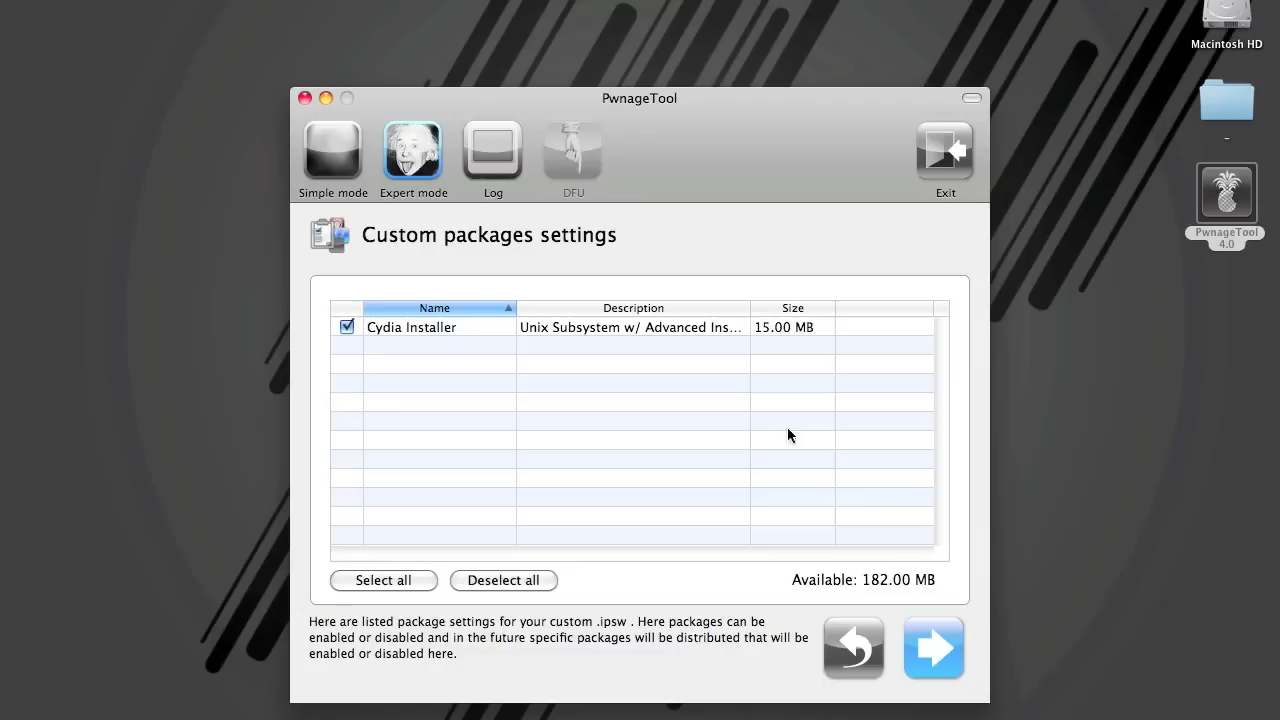 Macintosh HD
PwnageTool
Simple mode
Expert mode
Log
DFU
Exit
–
PwnageTool
4.0
Custom packages settings
Name
Description
Size
Cydia Installer
Unix Subsystem w/ Advanced Ins...
15.00 MB
Select all
Deselect all
Available: 182.00 MB
Here are listed package settings for your custom .ipsw . Here packages can be
enabled or disabled and in the future specific packages will be distributed that will be
enabled or disabled here.